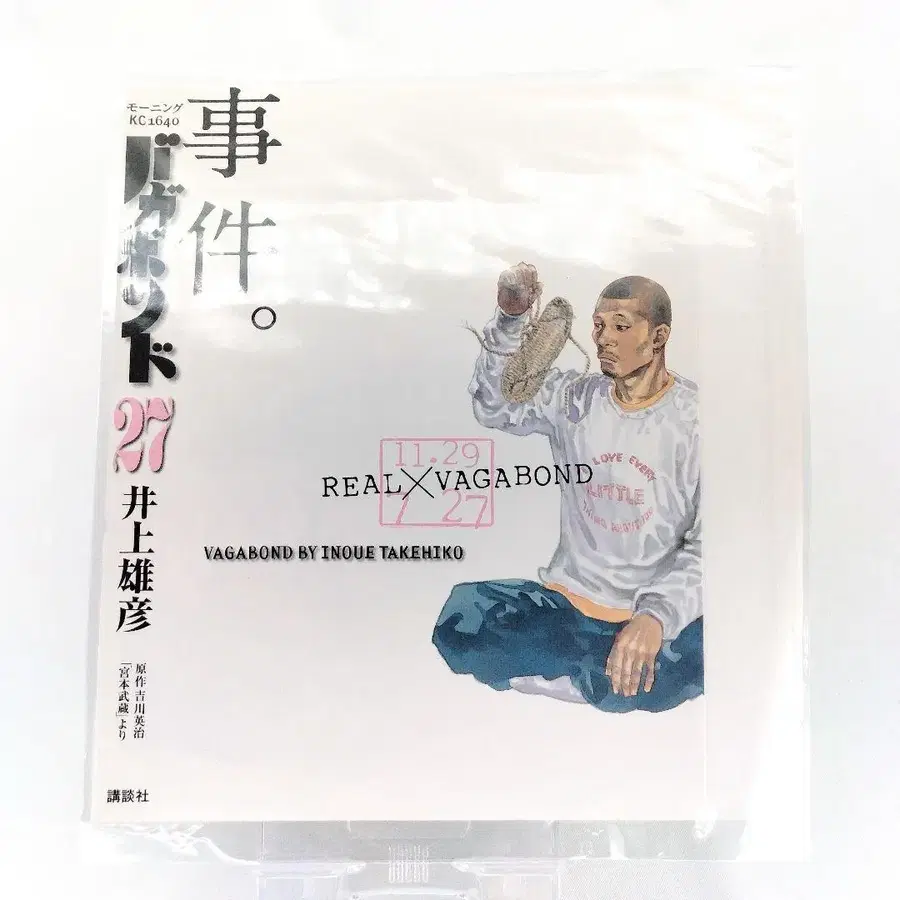 モーニング
KC1640
バガボンド
27
井上雄彦
原作 吉川英治
「宮本武蔵」より
講談社
事件。
11.29
REAL×VAGABOND
7 27
VAGABOND BY INOUE TAKEHIKO
LOVE EVERY
LITTLE
THING